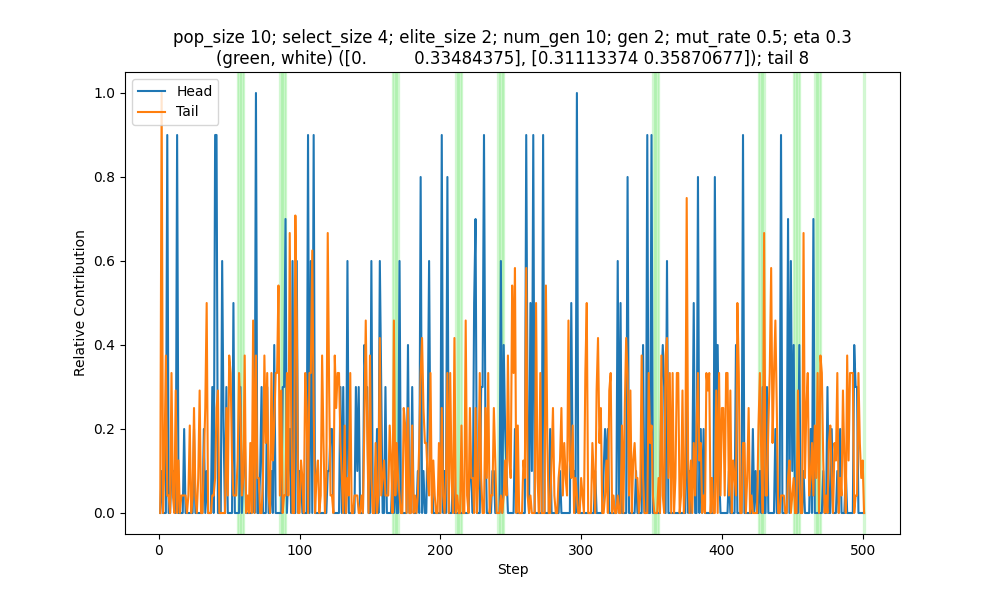 pop_size 10; select_size 4; elite_size 2; num_gen 10; gen 2; mut_rate 0.5; eta 0.3
(green, white) ([0.         0.33484375], [0.31113374 0.35870677]); tail 8
Head
Tail
1.0
0.8
0.6
0.4
0.2
0.0
Relative Contribution
0
100
200
300
400
500
Step